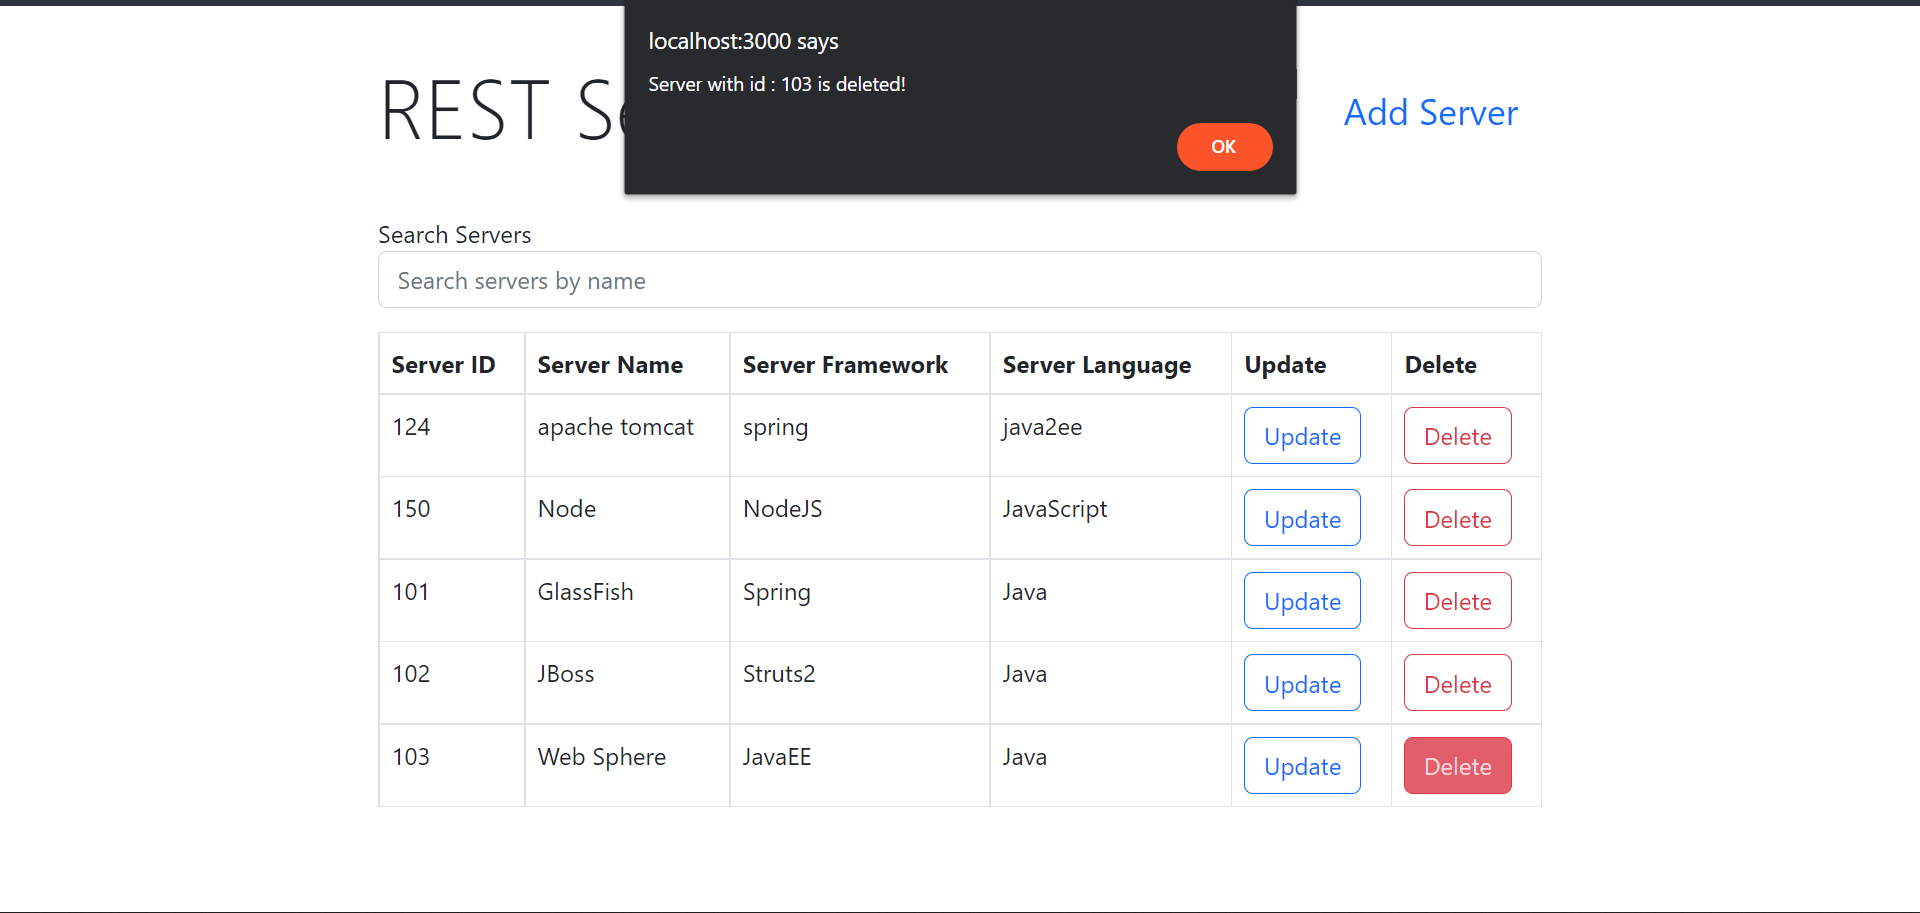 localhost:3000 says
Server with id : 103 is deleted!
OK
REST Se
Add Server
Search Servers
Search servers by name
Server ID Server Name Server Framework Server Language Update Delete
124 apache tomcat spring java2ee Update Delete
150 Node NodeJS JavaScript Update Delete
101 GlassFish Spring Java Update Delete
102 JBoss Struts2 Java Update Delete
103 Web Sphere JavaEE Java Update Delete